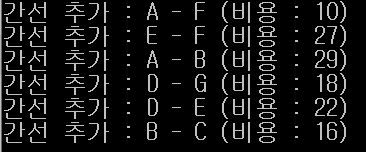 간선 추가 : A - F (비용 : 10)
간선 추가 : E - F (비용 : 27)
간선 추가 : A - B (비용 : 29)
간선 추가 : D - G (비용 : 18)
간선 추가 : D - E (비용 : 22)
간선 추가 : B - C (비용 : 16)